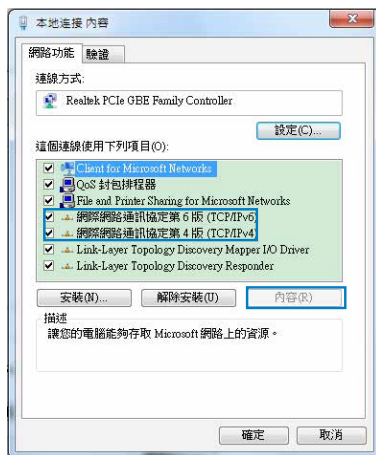 本地连接 內容
網路功能
驗證
連線方式:
Realtek PCIe GBE Family Controller
設定(C)...
這個連線使用下列項目(O):
Client for Microsoft Networks
QoS 封包排程器
File and Printer Sharing for Microsoft Networks
網際網路通訊協定第 6 版 (TCP/IPv6)
網際網路通訊協定第 4 版 (TCP/IPv4)
Link-Layer Topology Discovery Mapper I/O Driver
Link-Layer Topology Discovery Responder
安裝(N)...
解除安裝(U)
內容(R)
描述
讓您的電腦能夠存取 Microsoft 網路上的資源。
確定
取消